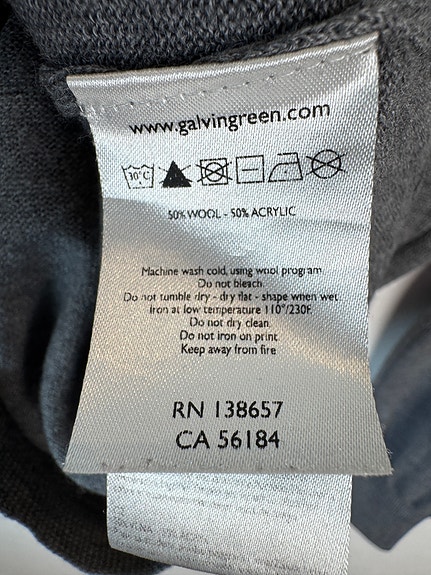 www.galvingreen.com
30°C
50% WOOL - 50% ACRYLIC
Machine wash cold, using wool program
Do not bleach.
Do not tumble dry - dry flat - shape when wet
Iron at low temperature 110°/230F.
Do not dry clean
Do not iron on print
Keep away from fire
RN 138657
CA 56184